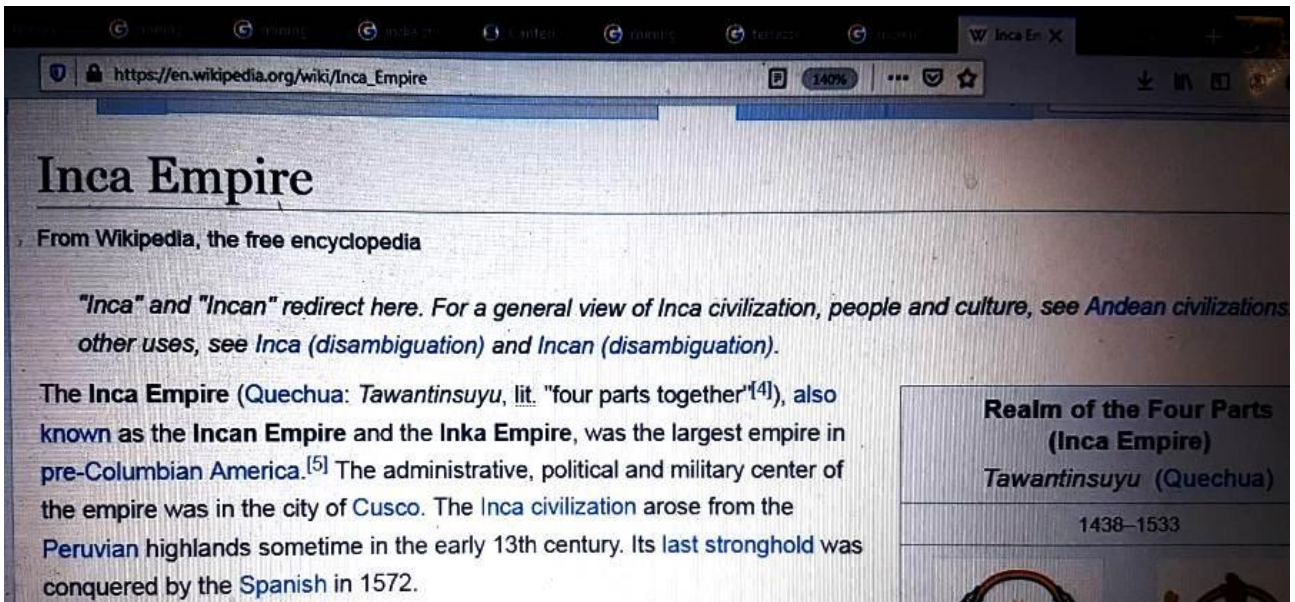 W Inca En
https://en.wikipedia.org/wiki/Inca_Empire 140%
Inca Empire
From Wikipedia, the free encyclopedia
"Inca" and "Incan" redirect here. For a general view of Inca civilization, people and culture, see Andean civilizations
other uses, see Inca (disambiguation) and Incan (disambiguation).
The Inca Empire (Quechua: Tawantinsuyu, lit. "four parts together"[4]), also
known as the Incan Empire and the Inka Empire, was the largest empire in
pre-Columbian America.[5] The administrative, political and military center of
the empire was in the city of Cusco. The Inca civilization arose from the
Peruvian highlands sometime in the early 13th century. Its last stronghold was
conquered by the Spanish in 1572.
Realm of the Four Parts
(Inca Empire)
Tawantinsuyu (Quechua)
1438–1533